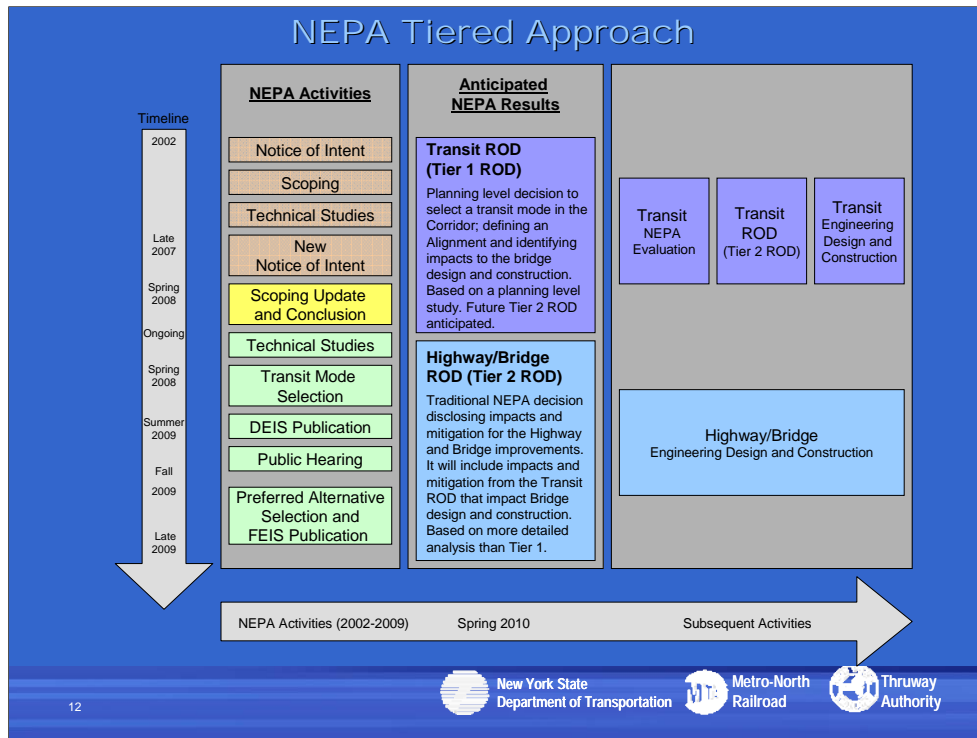 NEPA Tiered Approach
Timeline
2002
Late
2007
Spring
2008
Ongoing
Spring
2008
Summer
2009
Fall
2009
Late
2009
NEPA Activities
Notice of Intent
Scoping
Technical Studies
New
Notice of Intent
Scoping Update
and Conclusion
Technical Studies
Transit Mode
Selection
DEIS Publication
Public Hearing
Preferred Alternative
Selection and
FEIS Publication
Anticipated
NEPA Results
Transit ROD
(Tier 1 ROD)
Planning level decision to
select a transit mode in the
Corridor; defining an
Alignment and identifying
impacts to the bridge
design and construction.
Based on a planning level
study. Future Tier 2 ROD
anticipated.
Highway/Bridge
ROD (Tier 2 ROD)
Traditional NEPA decision
disclosing impacts and
mitigation for the Highway
and Bridge improvements.
It will include impacts and
mitigation from the Transit
ROD that impact Bridge
design and construction.
Based on more detailed
analysis than Tier 1.
Transit
NEPA
Evaluation
Transit
ROD
(Tier 2 ROD)
Transit
Engineering
Design and
Construction
Highway/Bridge
Engineering Design and Construction
NEPA Activities (2002-2009)
Spring 2010
Subsequent Activities
12
New York State
Department of Transportation
Metro-North
Railroad
Thruway
Authority